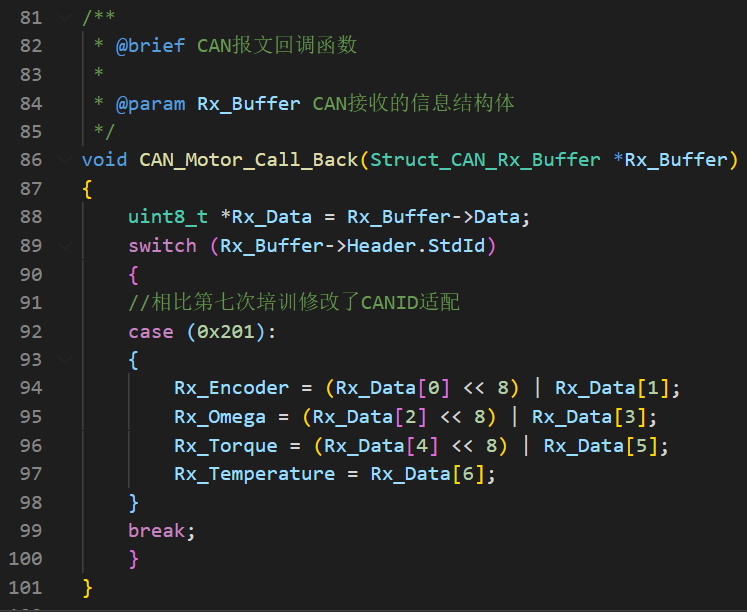 81 /**
82 * @brief CAN报文回调函数
83 *
84 * @param Rx_Buffer CAN接收的信息结构体
85 */
86 void CAN_Motor_Call_Back(Struct_CAN_Rx_Buffer *Rx_Buffer)
87 {
88 uint8_t *Rx_Data = Rx_Buffer->Data;
89 switch (Rx_Buffer->Header.StdId)
90 {
91 //相比第七次培训修改了CANID适配
92 case (0x201):
93 {
94 Rx_Encoder = (Rx_Data[0] << 8) | Rx_Data[1];
95 Rx_Omega = (Rx_Data[2] << 8) | Rx_Data[3];
96 Rx_Torque = (Rx_Data[4] << 8) | Rx_Data[5];
97 Rx_Temperature = Rx_Data[6];
98 }
99 break;
100 }
101 }